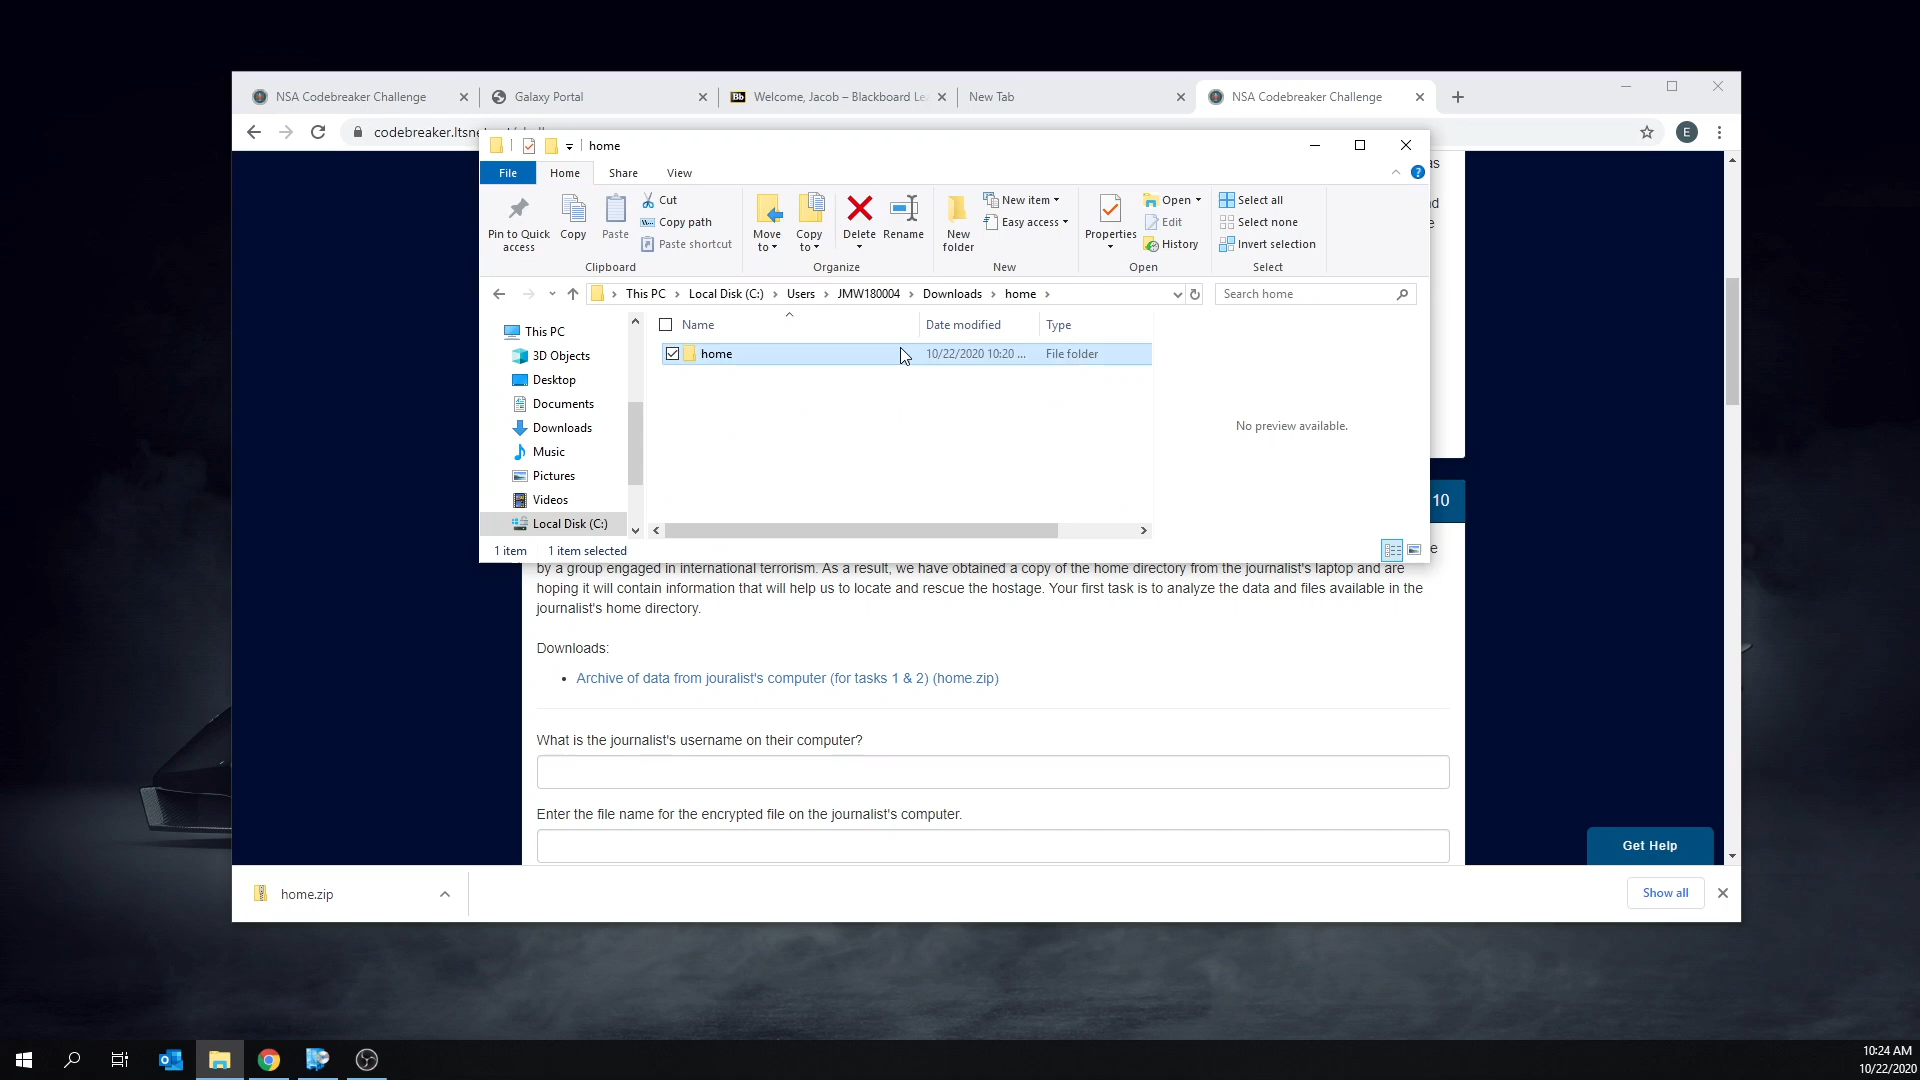 NSA Codebreaker Challenge
Galaxy Portal
Welcome, Jacob – Blackboard Le
New Tab
NSA Codebreaker Challenge
E
home
File
Home
Share
View
Pin to Quick
access
Copy
Paste
Cut
Copy path
Paste shortcut
Clipboard
Move
to
Copy
to
Delete
Rename
Organize
New
folder
New item
Easy access
New
Properties
Open
Edit
History
Open
Select all
Select none
Invert selection
Select
This PC
Local Disk (C:)
Users
JMW180004
Downloads
home
Search home
This PC
3D Objects
Desktop
Documents
Downloads
Music
Pictures
Videos
Local Disk (C:)
Name
Date modified
Type
home
10/22/2020 10:20 ...
File folder
No preview available.
1 item
1 item selected
10
by a group engaged in international terrorism. As a result, we have obtained a copy of the home directory from the journalist's laptop and are
hoping it will contain information that will help us to locate and rescue the hostage. Your first task is to analyze the data and files available in the
journalist's home directory.
Downloads:
• Archive of data from jouralist's computer (for tasks 1 & 2) (home.zip)
What is the journalist's username on their computer?
Enter the file name for the encrypted file on the journalist's computer.
Get Help
home.zip
Show all
10:24 AM
10/22/2020